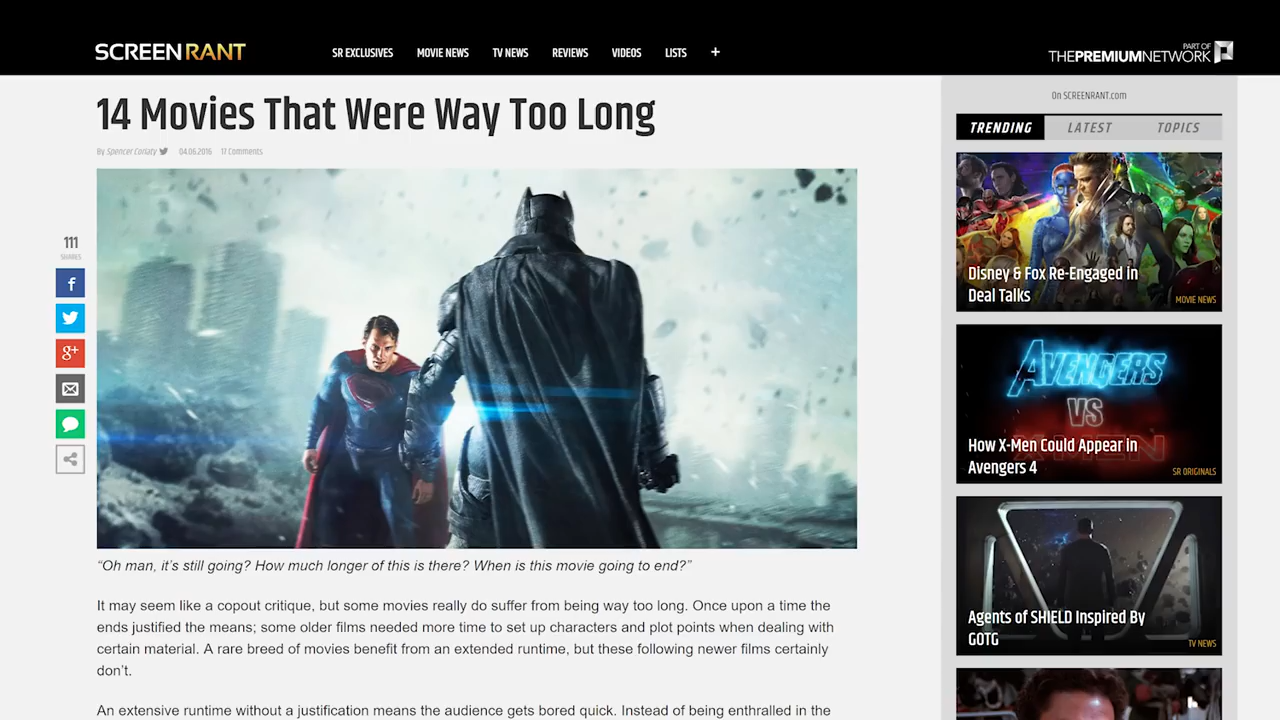 SCREENRANT
SR EXCLUSIVES MOVIE NEWS TV NEWS REVIEWS VIDEOS LISTS +
PART OF
THEPREMIUMNETWORK
14 Movies That Were Way Too Long
By Spencer Coriaty 04.06.2016 17 Comments
111
SHARES
f
g+
“Oh man, it’s still going? How much longer of this is there? When is this movie going to end?”
It may seem like a copout critique, but some movies really do suffer from being way too long. Once upon a time the
ends justified the means; some older films needed more time to set up characters and plot points when dealing with
certain material. A rare breed of movies benefit from an extended runtime, but these following newer films certainly
don’t.
An extensive runtime without a justification means the audience gets bored quick. Instead of being enthralled in the
On SCREENRANT.com
TRENDING LATEST TOPICS
Disney & Fox Re-Engaged in
Deal Talks
MOVIE NEWS
AVENGERS
VS
X-MEN
How X-Men Could Appear in
Avengers 4
SR ORIGINALS
Agents of SHIELD Inspired By
GOTG
TV NEWS